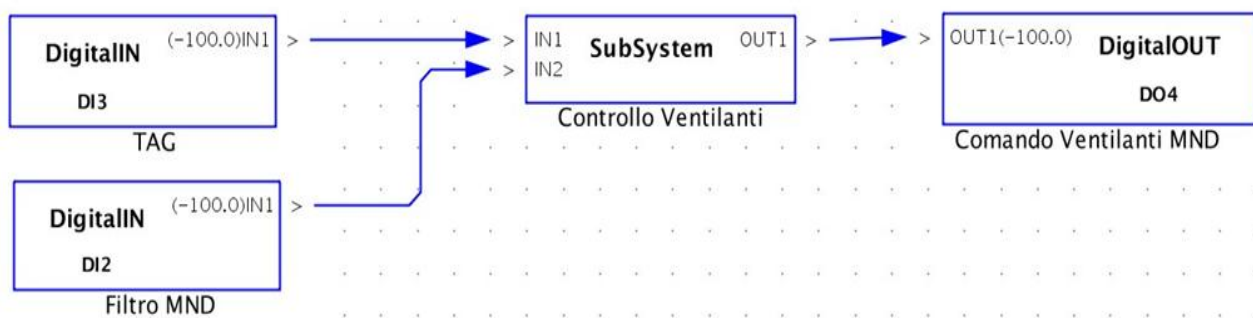 DigitalIN (-100.0)IN1 >
DI3
TAG
> IN1 SubSystem OUT1 >
> IN2
Controllo Ventilanti
> OUT1(-100.0) DigitalOUT
DO4
Comando Ventilanti MND
DigitalIN (-100.0)IN1 >
DI2
Filtro MND